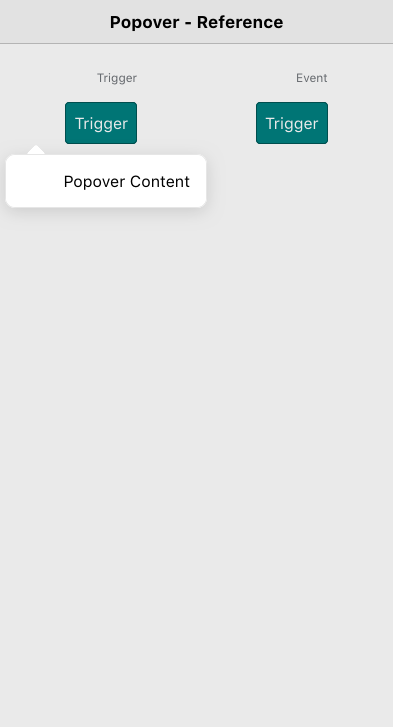 Popover - Reference
Trigger
Event
Trigger
Trigger
Popover Content